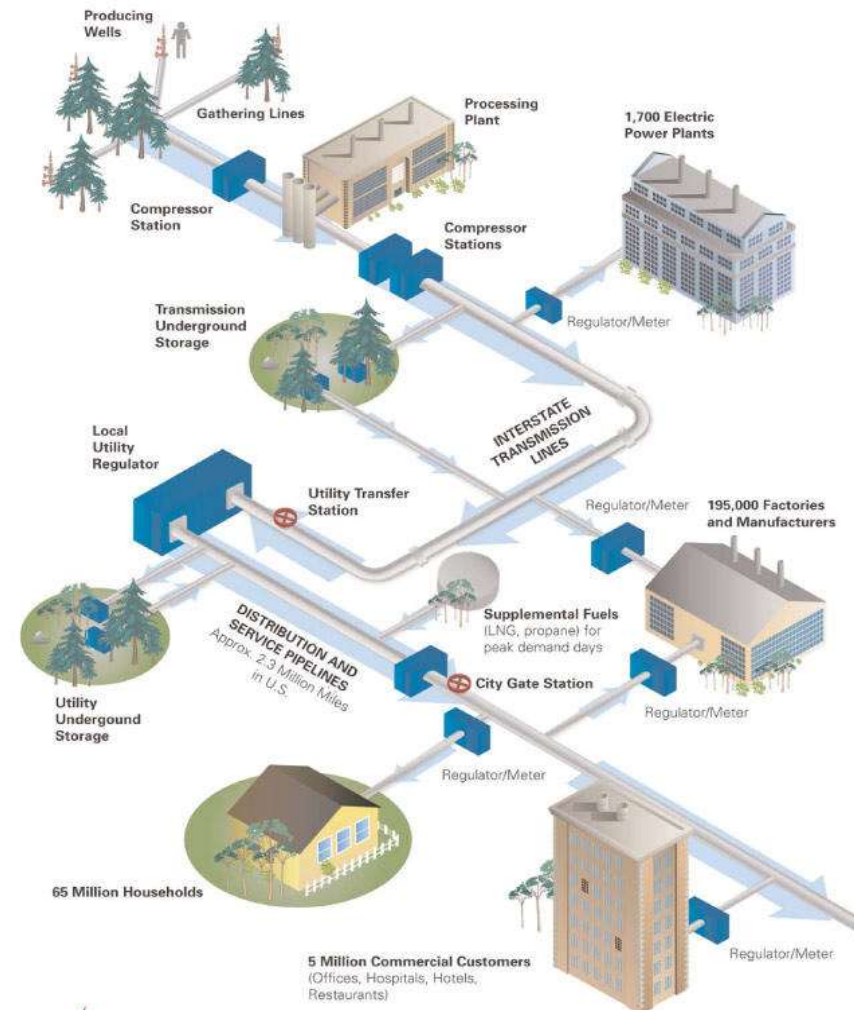 Producing
Wells
Gathering Lines
Processing
Plant
1,700 Electric
Power Plants
Compressor
Station
Compressor
Stations
Regulator/Meter
Transmission
Underground
Storage
INTERSTATE
TRANSMISSION
LINES
Local
Utility
Regulator
Utility Transfer
Station
Regulator/Meter
195,000 Factories
and Manufacturers
Supplemental Fuels
(LNG, propane) for
peak demand days
DISTRIBUTION AND
SERVICE PIPELINES
Approx. 2.3 Million Miles
in U.S.
City Gate Station
Utility
Undergound
Storage
Regulator/Meter
Regulator/Meter
65 Million Households
5 Million Commercial Customers
(Offices, Hospitals, Hotels,
Restaurants)
Regulator/Meter